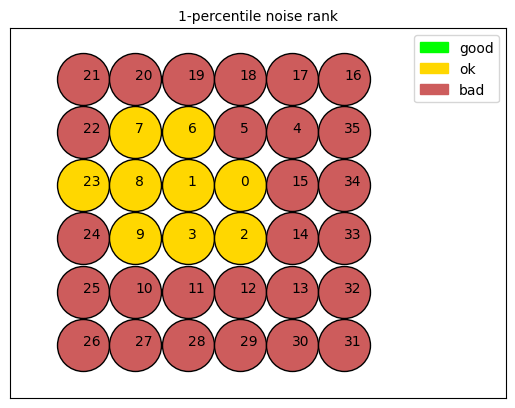 1-percentile noise rank
good
ok
bad
21 20 19 18 17 16
22 7 6 5 4 35
23 8 1 0 15 34
24 9 3 2 14 33
25 10 11 12 13 32
26 27 28 29 30 31